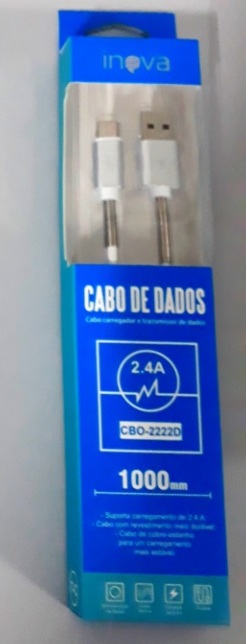 inova
CABO DE DADOS
Cabo carregador e transmissor de dados
2.4A
CBO-2222D
1000mm
- Suporta carregamento de 2.4 A.
- Cabo com revestimento mais durável.
- Cabo de cobre-estanho
para um carregamento
mais estável.